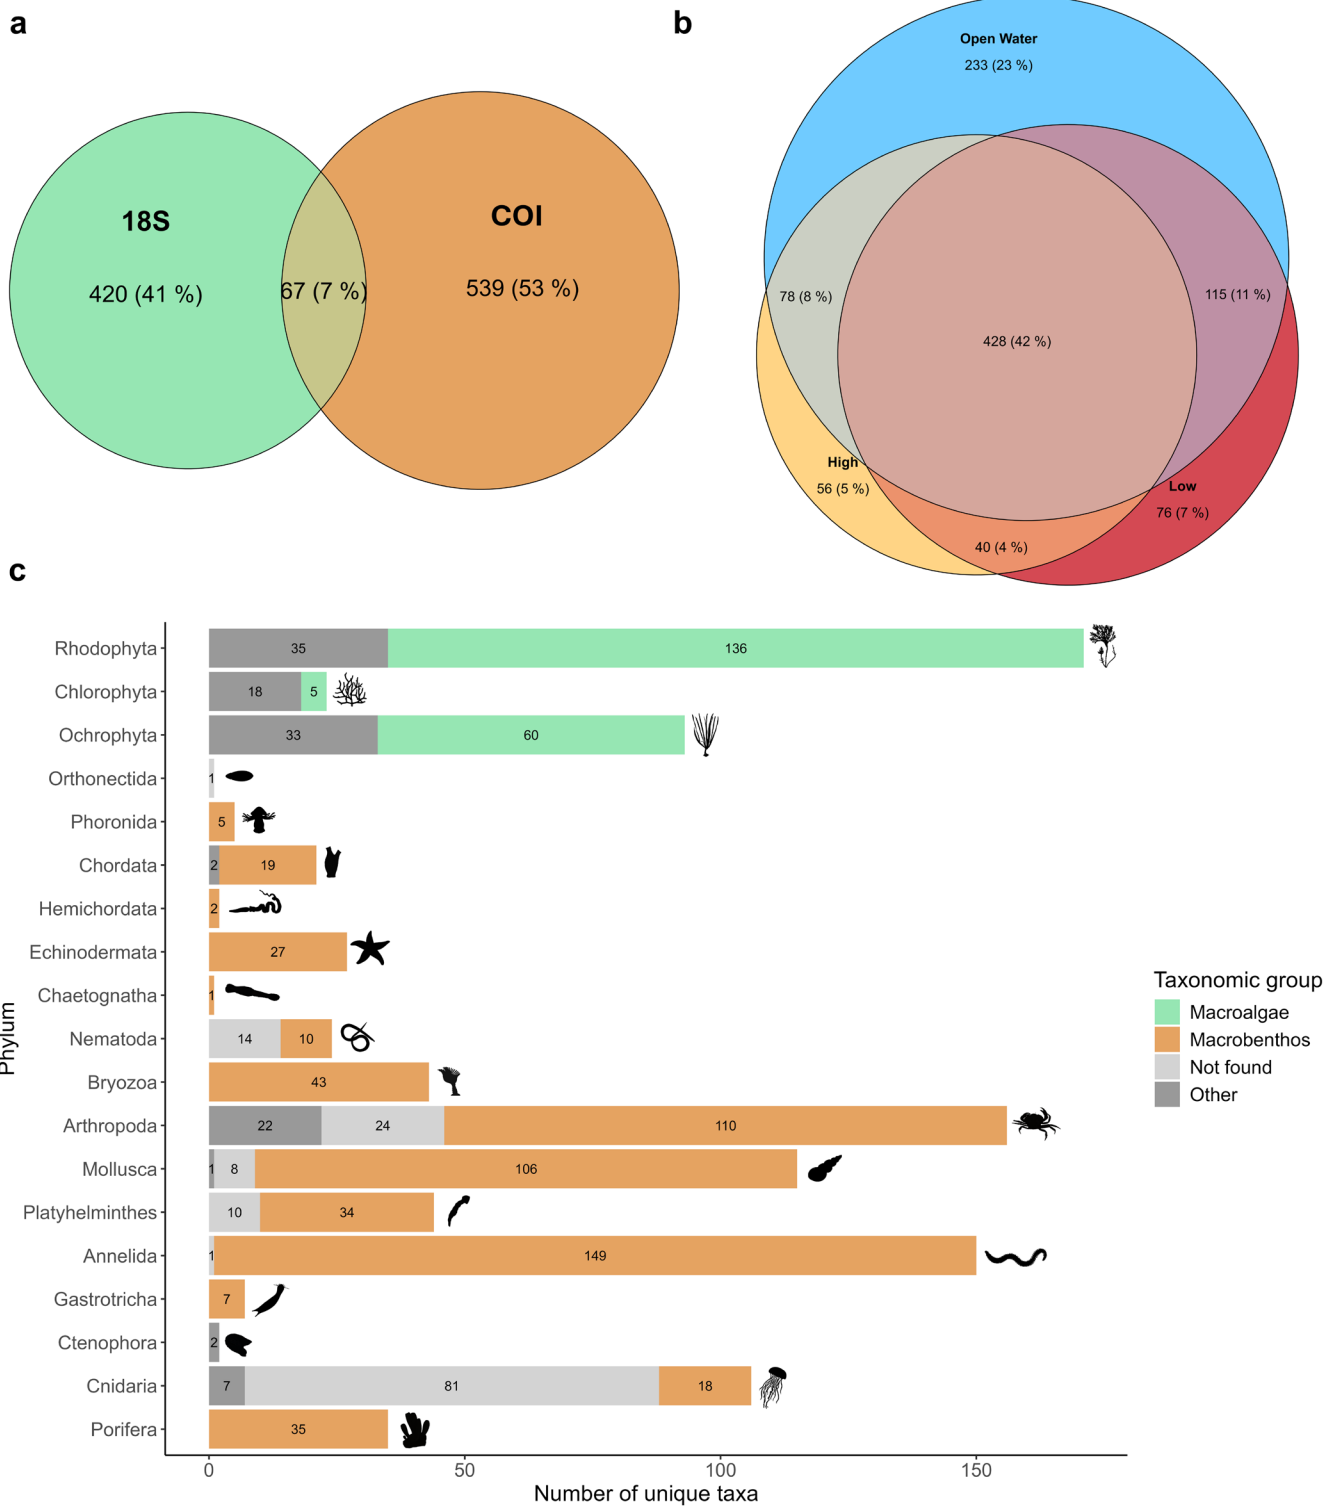 a
18S
420 (41 %)
67 (7 %)
COI
539 (53 %)
b
Open Water
233 (23 %)
78 (8 %)
115 (11 %)
428 (42 %)
High
56 (5 %)
Low
76 (7 %)
40 (4 %)
c
Phylum
Rhodophyta 35 136
Chlorophyta 18 5
Ochrophyta 33 60
Orthonectida 1
Phoronida 5
Chordata 2 19
Hemichordata 2
Echinodermata 27
Chaetognatha 1
Nematoda 14 10
Bryozoa 43
Arthropoda 22 24 110
Mollusca 1 8 106
Platyhelminthes 10 34
Annelida 1 149
Gastrotricha 7
Ctenophora 2
Cnidaria 7 81 18
Porifera 35
0 50 100 150
Number of unique taxa
Taxonomic group
Macroalgae
Macrobenthos
Not found
Other